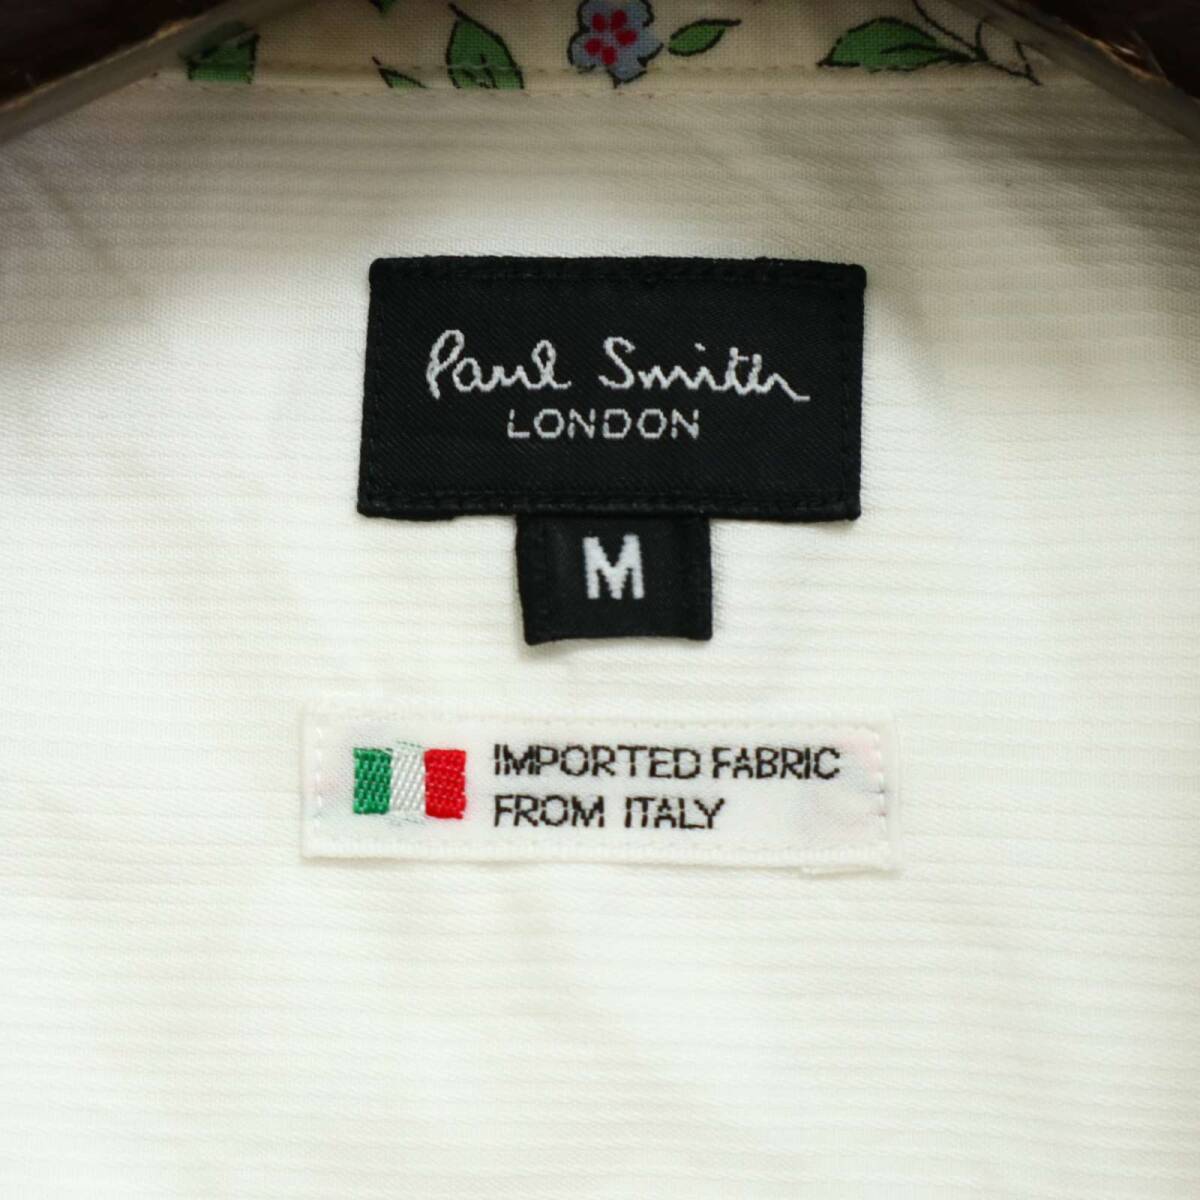 Paul Smith
LONDON
M
IMPORTED FABRIC
FROM ITALY